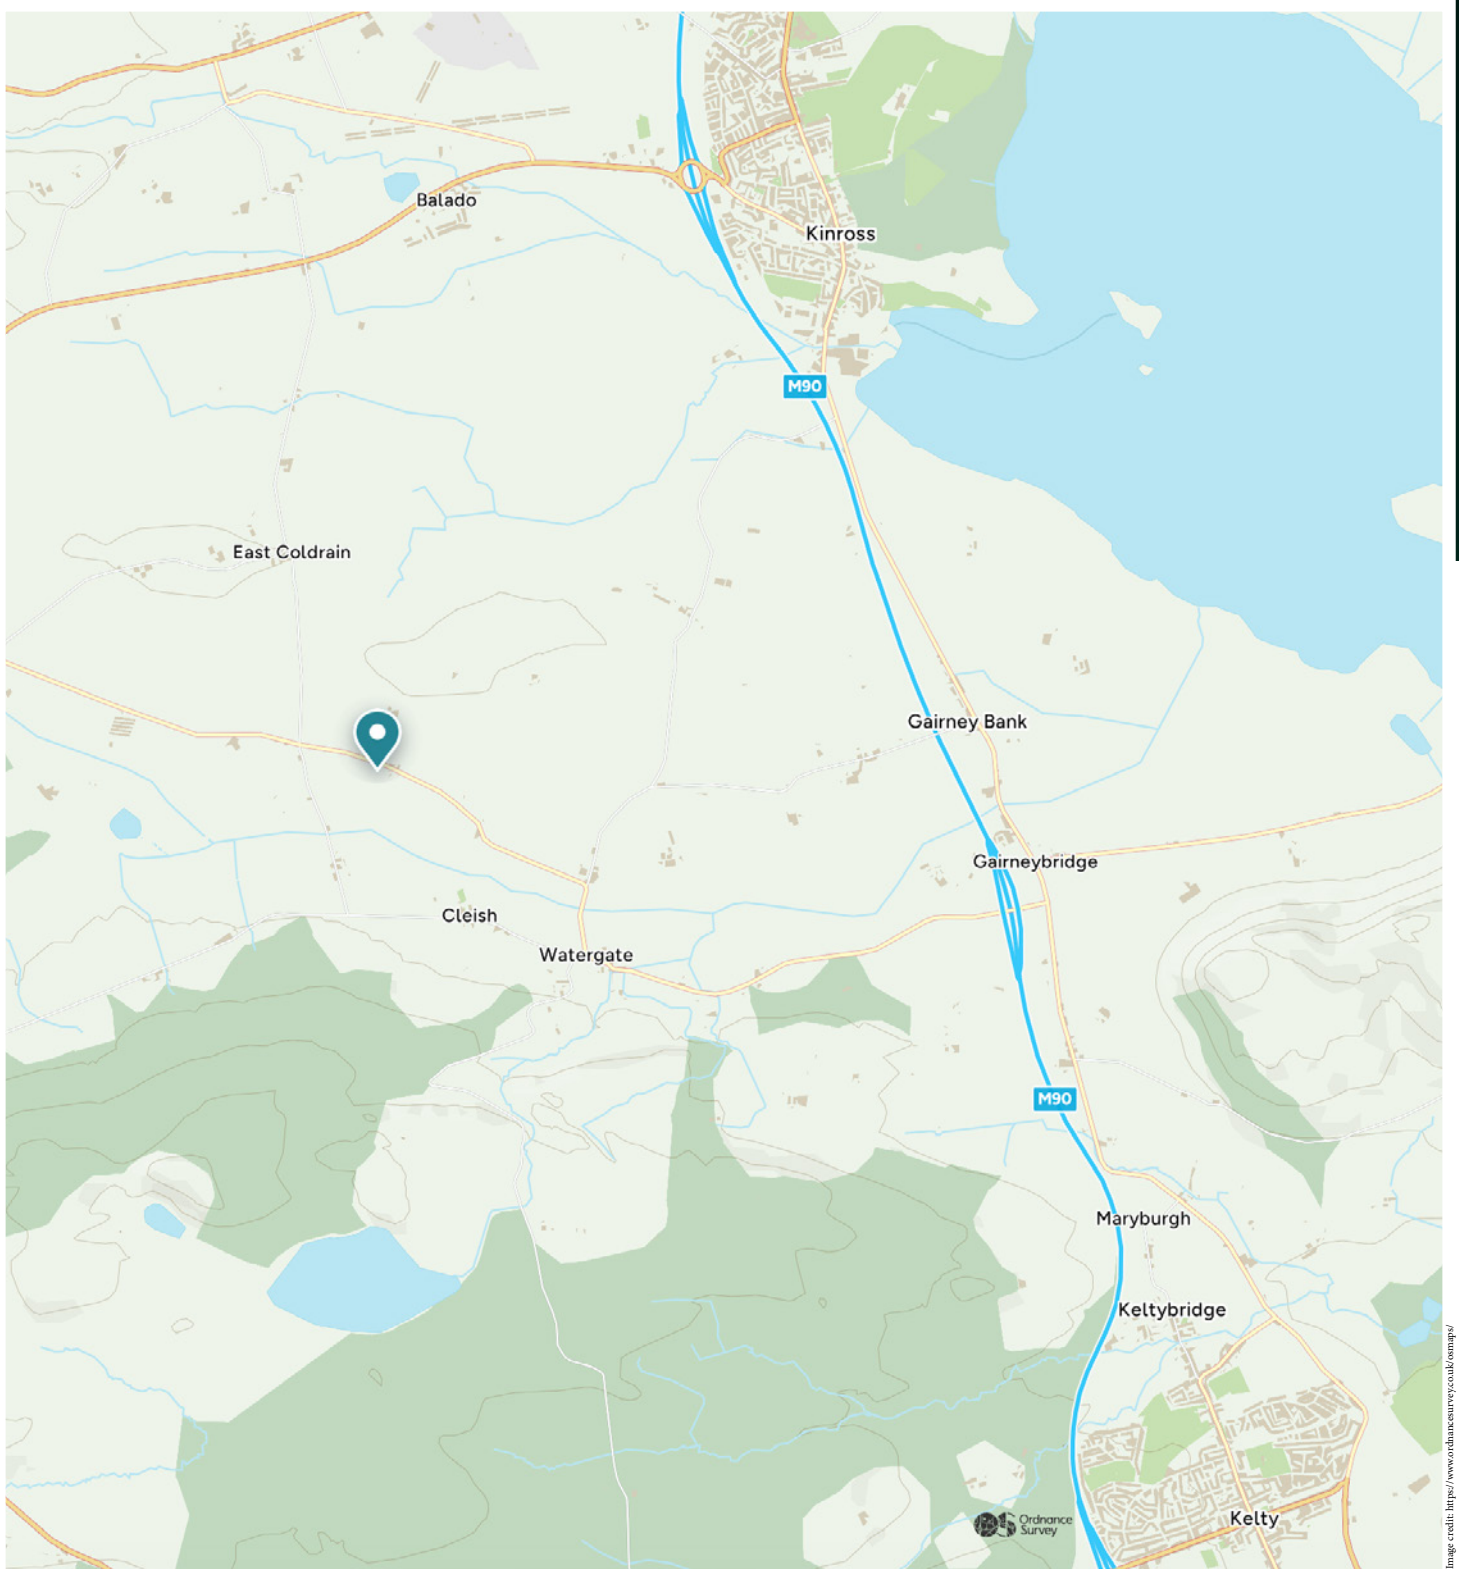 Balado
Kinross
M90
East Coldrain
Gairney Bank
Gairneybridge
Cleish
Watergate
M90
Maryburgh
Keltybridge
Kelty
Ordnance
Survey
Image credit: https://www.ordnancesurvey.co.uk/osmaps/